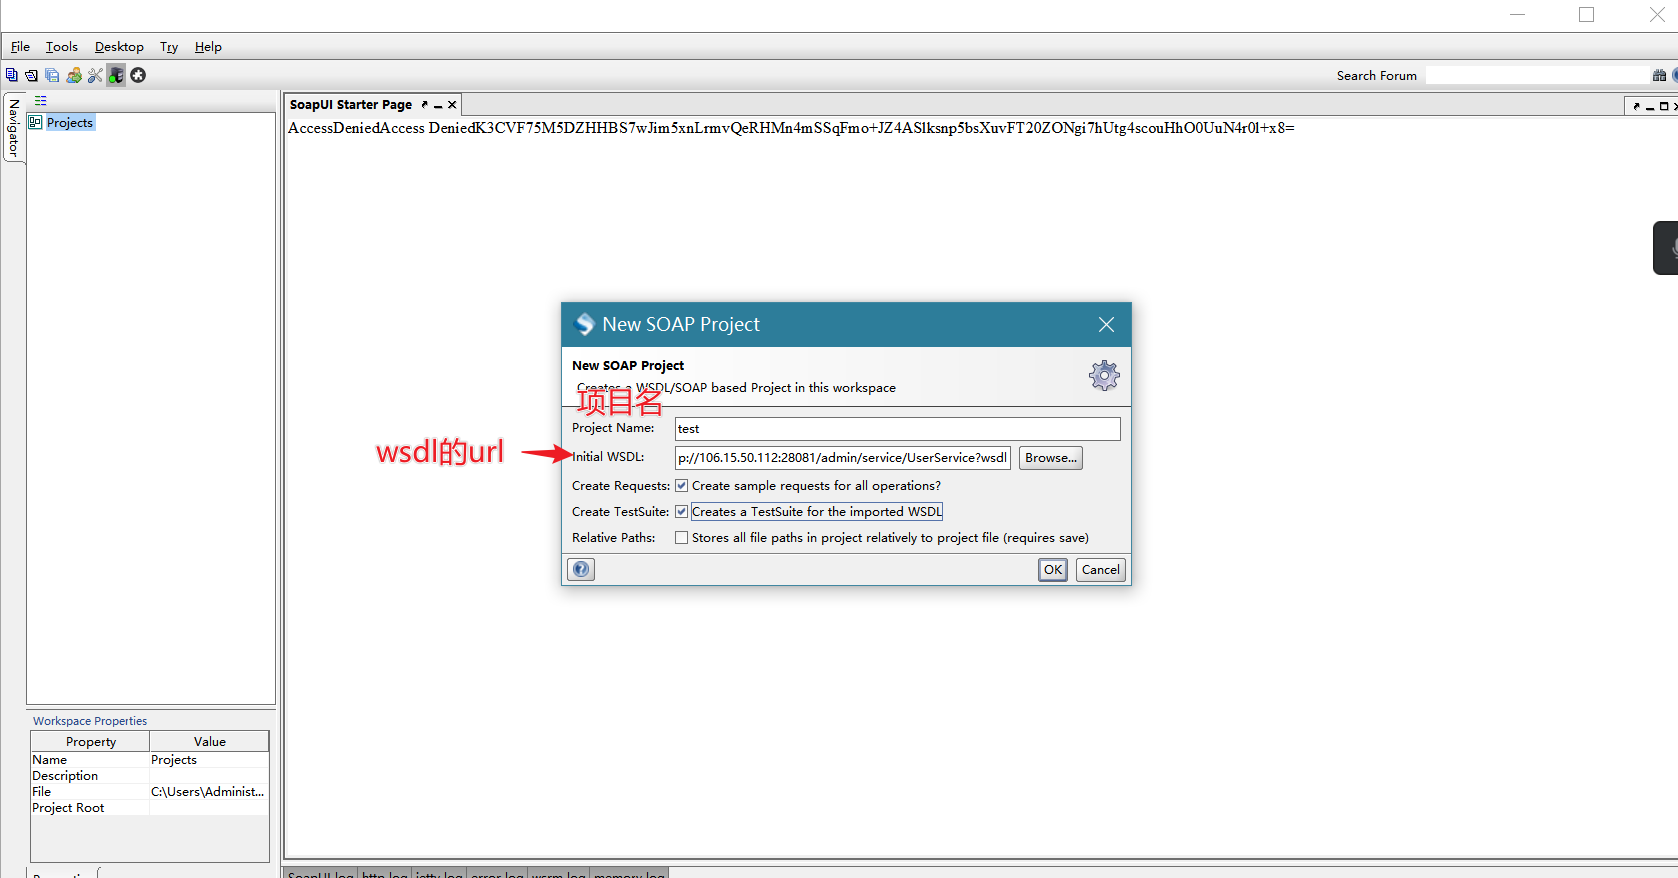 File Tools Desktop Try Help
Search Forum
Navigator
Projects
SoapUI Starter Page
AccessDeniedAccess DeniedK3CVF75M5DZHHBS7wJim5xnLrmvQeRHMn4mSSqFmo+JZ4ASlksnp5bsXuvFT20ZONgi7hUtg4scouHhO0UuN4r0l+x8=
New SOAP Project
New SOAP Project
Creates a WSDL/SOAP based Project in this workspace
项目名
Project Name: test
wsdl的url
Initial WSDL: p://106.15.50.112:28081/admin/service/UserService?wsdl Browse...
Create Requests: Create sample requests for all operations?
Create TestSuite: Creates a TestSuite for the imported WSDL
Relative Paths: Stores all file paths in project relatively to project file (requires save)
OK Cancel
Workspace Properties
Property Value
Name Projects
Description
File C:\Users\Administ...
Project Root
SoapUI log http log jetty log error log wsrm log memory log